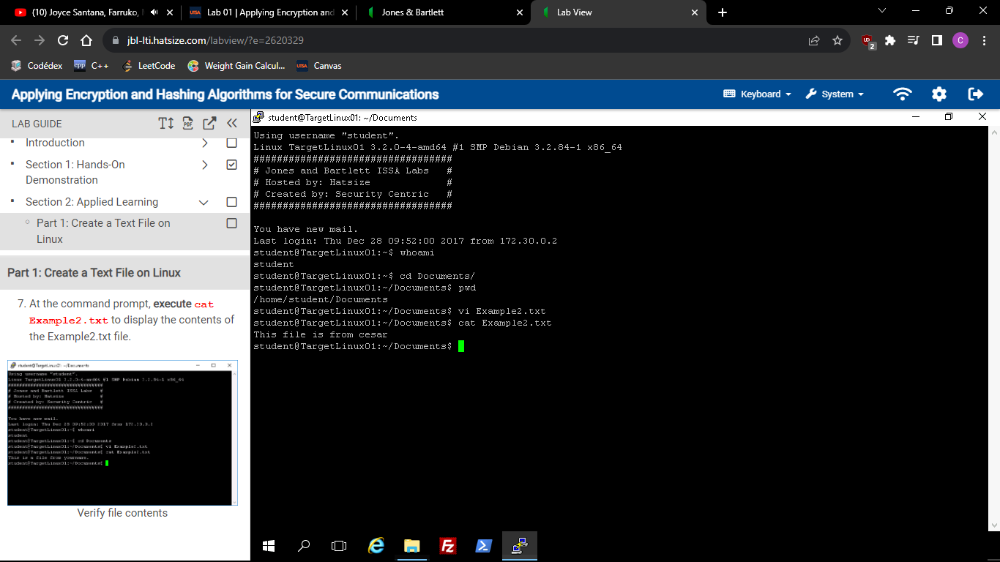 (10) Joyce Santana, Farruko,
Lab 01 | Applying Encryption and
Jones & Bartlett
Lab View
jbl-lti.hatsize.com/labview/?e=2620329
2
C
Codédex
cpp
C++
LeetCode
Weight Gain Calcul...
UTSA
Canvas
Applying Encryption and Hashing Algorithms for Secure Communications
Keyboard
System
LAB GUIDE
PDF
Introduction
Section 1: Hands-On
Demonstration
Section 2: Applied Learning
Part 1: Create a Text File on
Linux
Part 1: Create a Text File on Linux
7. At the command prompt, execute cat
Example2.txt to display the contents of
the Example2.txt file.
student@TargetLinux01: ~/Documents
Using username "student".
Linux TargetLinux01 3.2.0-4-amd64 #1 SMP Debian 3.2.84-1 x86_64
##################################
# Jones and Bartlett ISSA Labs #
# Hosted by: Hatsize #
# Created by: Security Centric #
##################################
You have new mail.
Last login: Thu Dec 28 09:52:00 2017 from 172.30.0.2
student@TargetLinux01:~$ whoami
student
student@TargetLinux01:~$ cd Documents
student@TargetLinux01:~/Documents$ vi Example2.txt
student@TargetLinux01:~/Documents$ cat Example2.txt
This is a file from yourname.
student@TargetLinux01:~/Documents$
Verify file contents
student@TargetLinux01: ~/Documents
Using username "student".
Linux TargetLinux01 3.2.0-4-amd64 #1 SMP Debian 3.2.84-1 x86_64
##################################
# Jones and Bartlett ISSA Labs #
# Hosted by: Hatsize #
# Created by: Security Centric #
##################################
You have new mail.
Last login: Thu Dec 28 09:52:00 2017 from 172.30.0.2
student@TargetLinux01:~$ whoami
student
student@TargetLinux01:~$ cd Documents/
student@TargetLinux01:~/Documents$ pwd
/home/student/Documents
student@TargetLinux01:~/Documents$ vi Example2.txt
student@TargetLinux01:~/Documents$ cat Example2.txt
This file is from cesar
student@TargetLinux01:~/Documents$